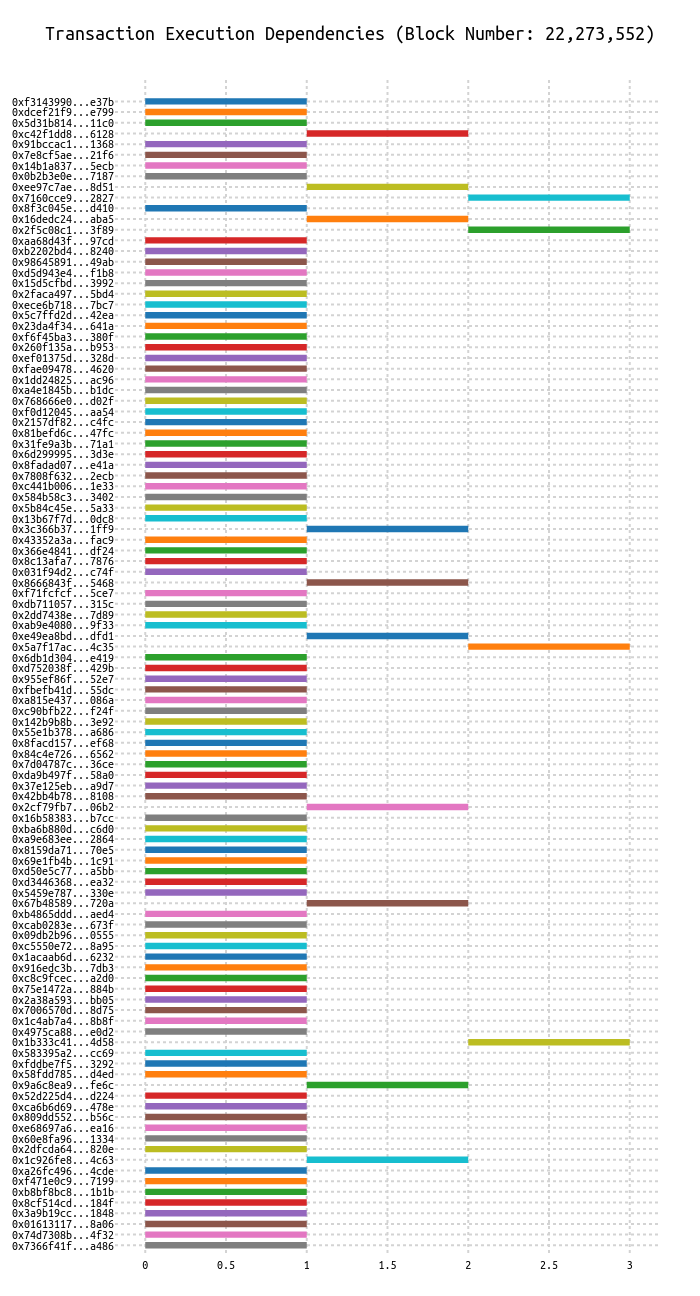 Transaction Execution Dependencies (Block Number: 22,273,552)
0xf3143990...e37b
0xdcef21f9...e799
0x5d31b814...11c0
0xc42f1dd8...6128
0x91bccac1...1368
0x7e8cf5ae...21f6
0x14b1a837...5ecb
0x0b2b3e0e...7187
0xee97c7ae...8d51
0x7160cce9...2827
0x8f3c045e...d410
0x16dedc24...aba5
0x2f5c08c1...3f89
0xaa68d43f...97cd
0xb2202bd4...8240
0x98645891...49ab
0xd5d943e4...f1b8
0x15d5cfbd...3992
0x2faca497...5bd4
0xece6b718...7bc7
0x5c7ffd2d...42ea
0x23da4f34...641a
0xf6f45ba3...380f
0x260f135a...b953
0xef01375d...328d
0xfae09478...4620
0x1dd24825...ac96
0xa4e1845b...b1dc
0x768666e0...d02f
0xf0d12045...aa54
0x2157df82...c4fc
0x81befd6c...47fc
0x31fe9a3b...71a1
0x6d299995...3d3e
0x8fadad07...e41a
0x7808f632...2ecb
0xc441b006...1e33
0x584b58c3...3402
0x5b84c45e...5a33
0x13b67f7d...0dc8
0x3c366b37...1ff9
0x43352a3a...fac9
0x366e4841...df24
0x8c13afa7...7876
0x031f94d2...c74f
0x8666843f...5468
0xf71fcfcf...5ce7
0xdb711057...315c
0x2dd7438e...7d89
0xab9e4080...9f33
0xe49ea8bd...dfd1
0x5a7f17ac...4c35
0x6db1d304...e419
0xd752038f...429b
0x955ef86f...52e7
0xfbefb41d...55dc
0xa815e437...086a
0xc90bfb22...f24f
0x142b9b8b...3e92
0x55e1b378...a686
0x8facd157...ef68
0x84c4e726...6562
0x7d04787c...36ce
0xda9b497f...58a0
0x37e125eb...a9d7
0x42bb4b78...8108
0x2cf79fb7...06b2
0x16b58383...b7cc
0xba6b880d...c6d0
0xa9e683ee...2864
0x8159da71...70e5
0x69e1fb4b...1c91
0xd50e5c77...a5bb
0xd3446368...ea32
0x5459e787...330e
0x67b48589...720a
0xb4865ddd...aed4
0xcab0283e...673f
0x09db2b96...0555
0xc5550e72...8a95
0x1acaab6d...6232
0x916edc3b...7db3
0xc8c9fcec...a2d0
0x75e1472a...884b
0x2a38a593...bb05
0x7006570d...8d75
0x1c4ab7a4...8b8f
0x4975ca88...e0d2
0x1b333c41...4d58
0x583395a2...cc69
0xfddbe7f5...3292
0x58fdd785...d4ed
0x9a6c8ea9...fe6c
0x52d225d4...d224
0xca6b6d69...478e
0x809dd552...b56c
0xe68697a6...ea16
0x60e8fa96...1334
0x2dfcda64...820e
0x1c926fe8...4c63
0xa26fc496...4cde
0xf471e0c9...7199
0xb8bf8bc8...1b1b
0x8cf514cd...184f
0x3a9b19cc...1848
0x01613117...8a06
0x74d7308b...4f32
0x7366f41f...a486
0 0.5 1 1.5 2 2.5 3